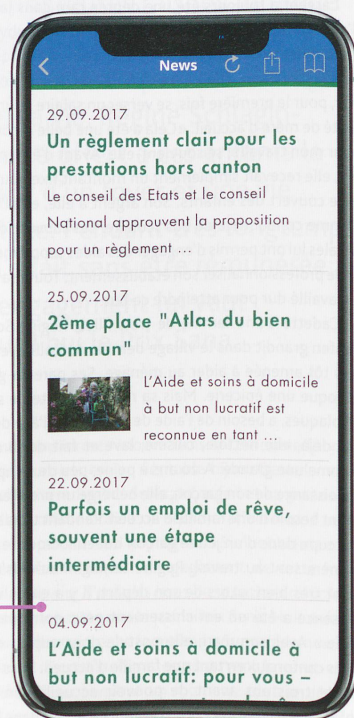 News
29.09.2017
Un règlement clair pour les
prestations hors canton
Le conseil des Etats et le conseil
National approuvent la proposition
pour un règlement ...
25.09.2017
2ème place "Atlas du bien
commun"
L'Aide et soins à domicile
à but non lucratif est
reconnue en tant ...
22.09.2017
Parfois un emploi de rêve,
souvent une étape
intermédiaire
04.09.2017
L'Aide et soins à domicile à
but non lucratif: pour vous –